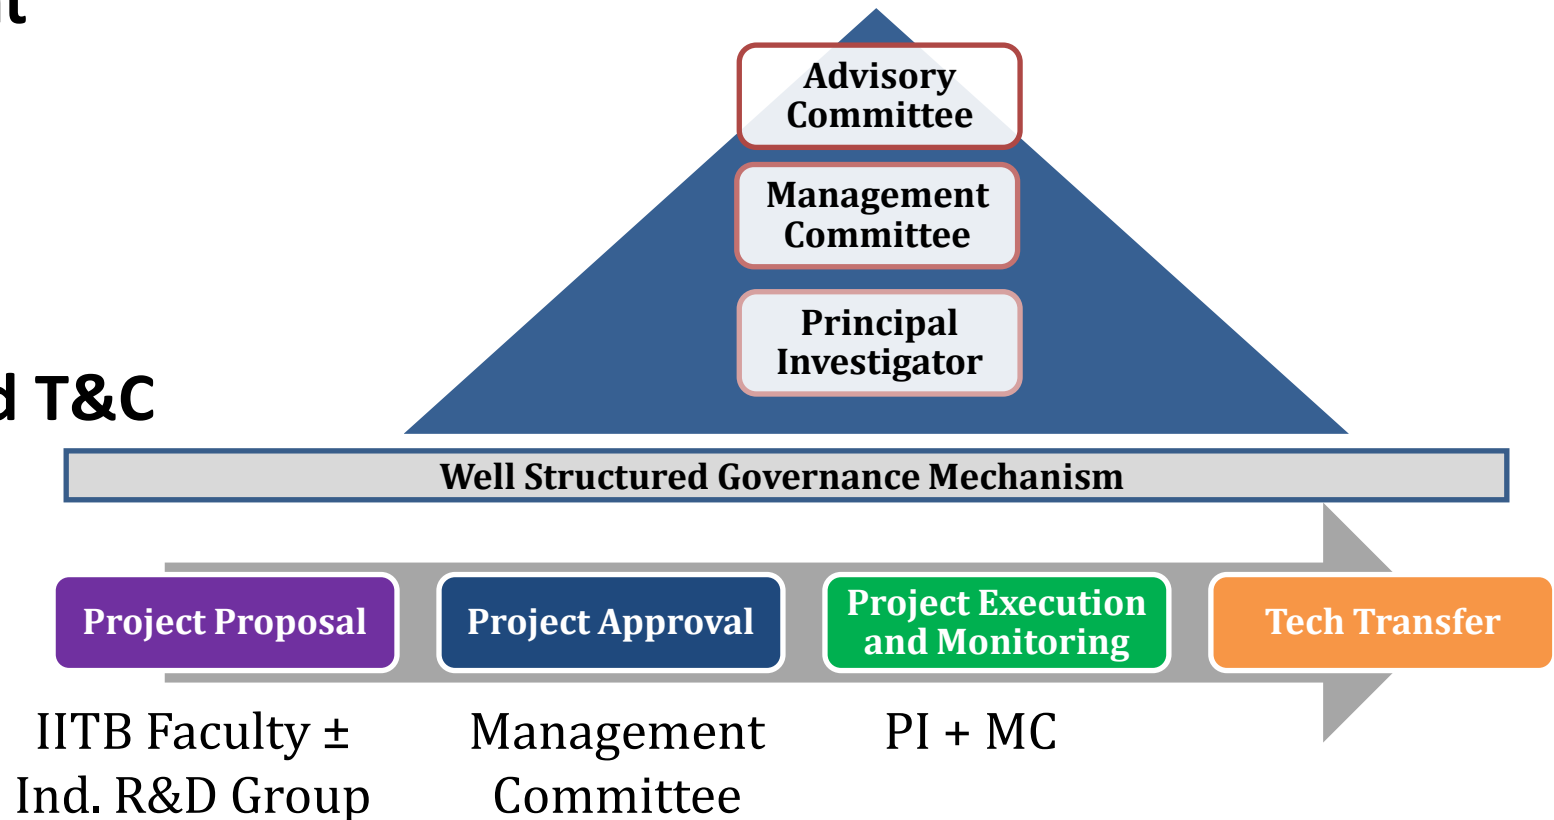 Advisory
Committee
Management
Committee
Principal
Investigator
d T&C
Well Structured Governance Mechanism
Project Proposal
Project Approval
Project Execution
and Monitoring
Tech Transfer
IITB Faculty ±
Ind. R&D Group
Management
Committee
PI + MC